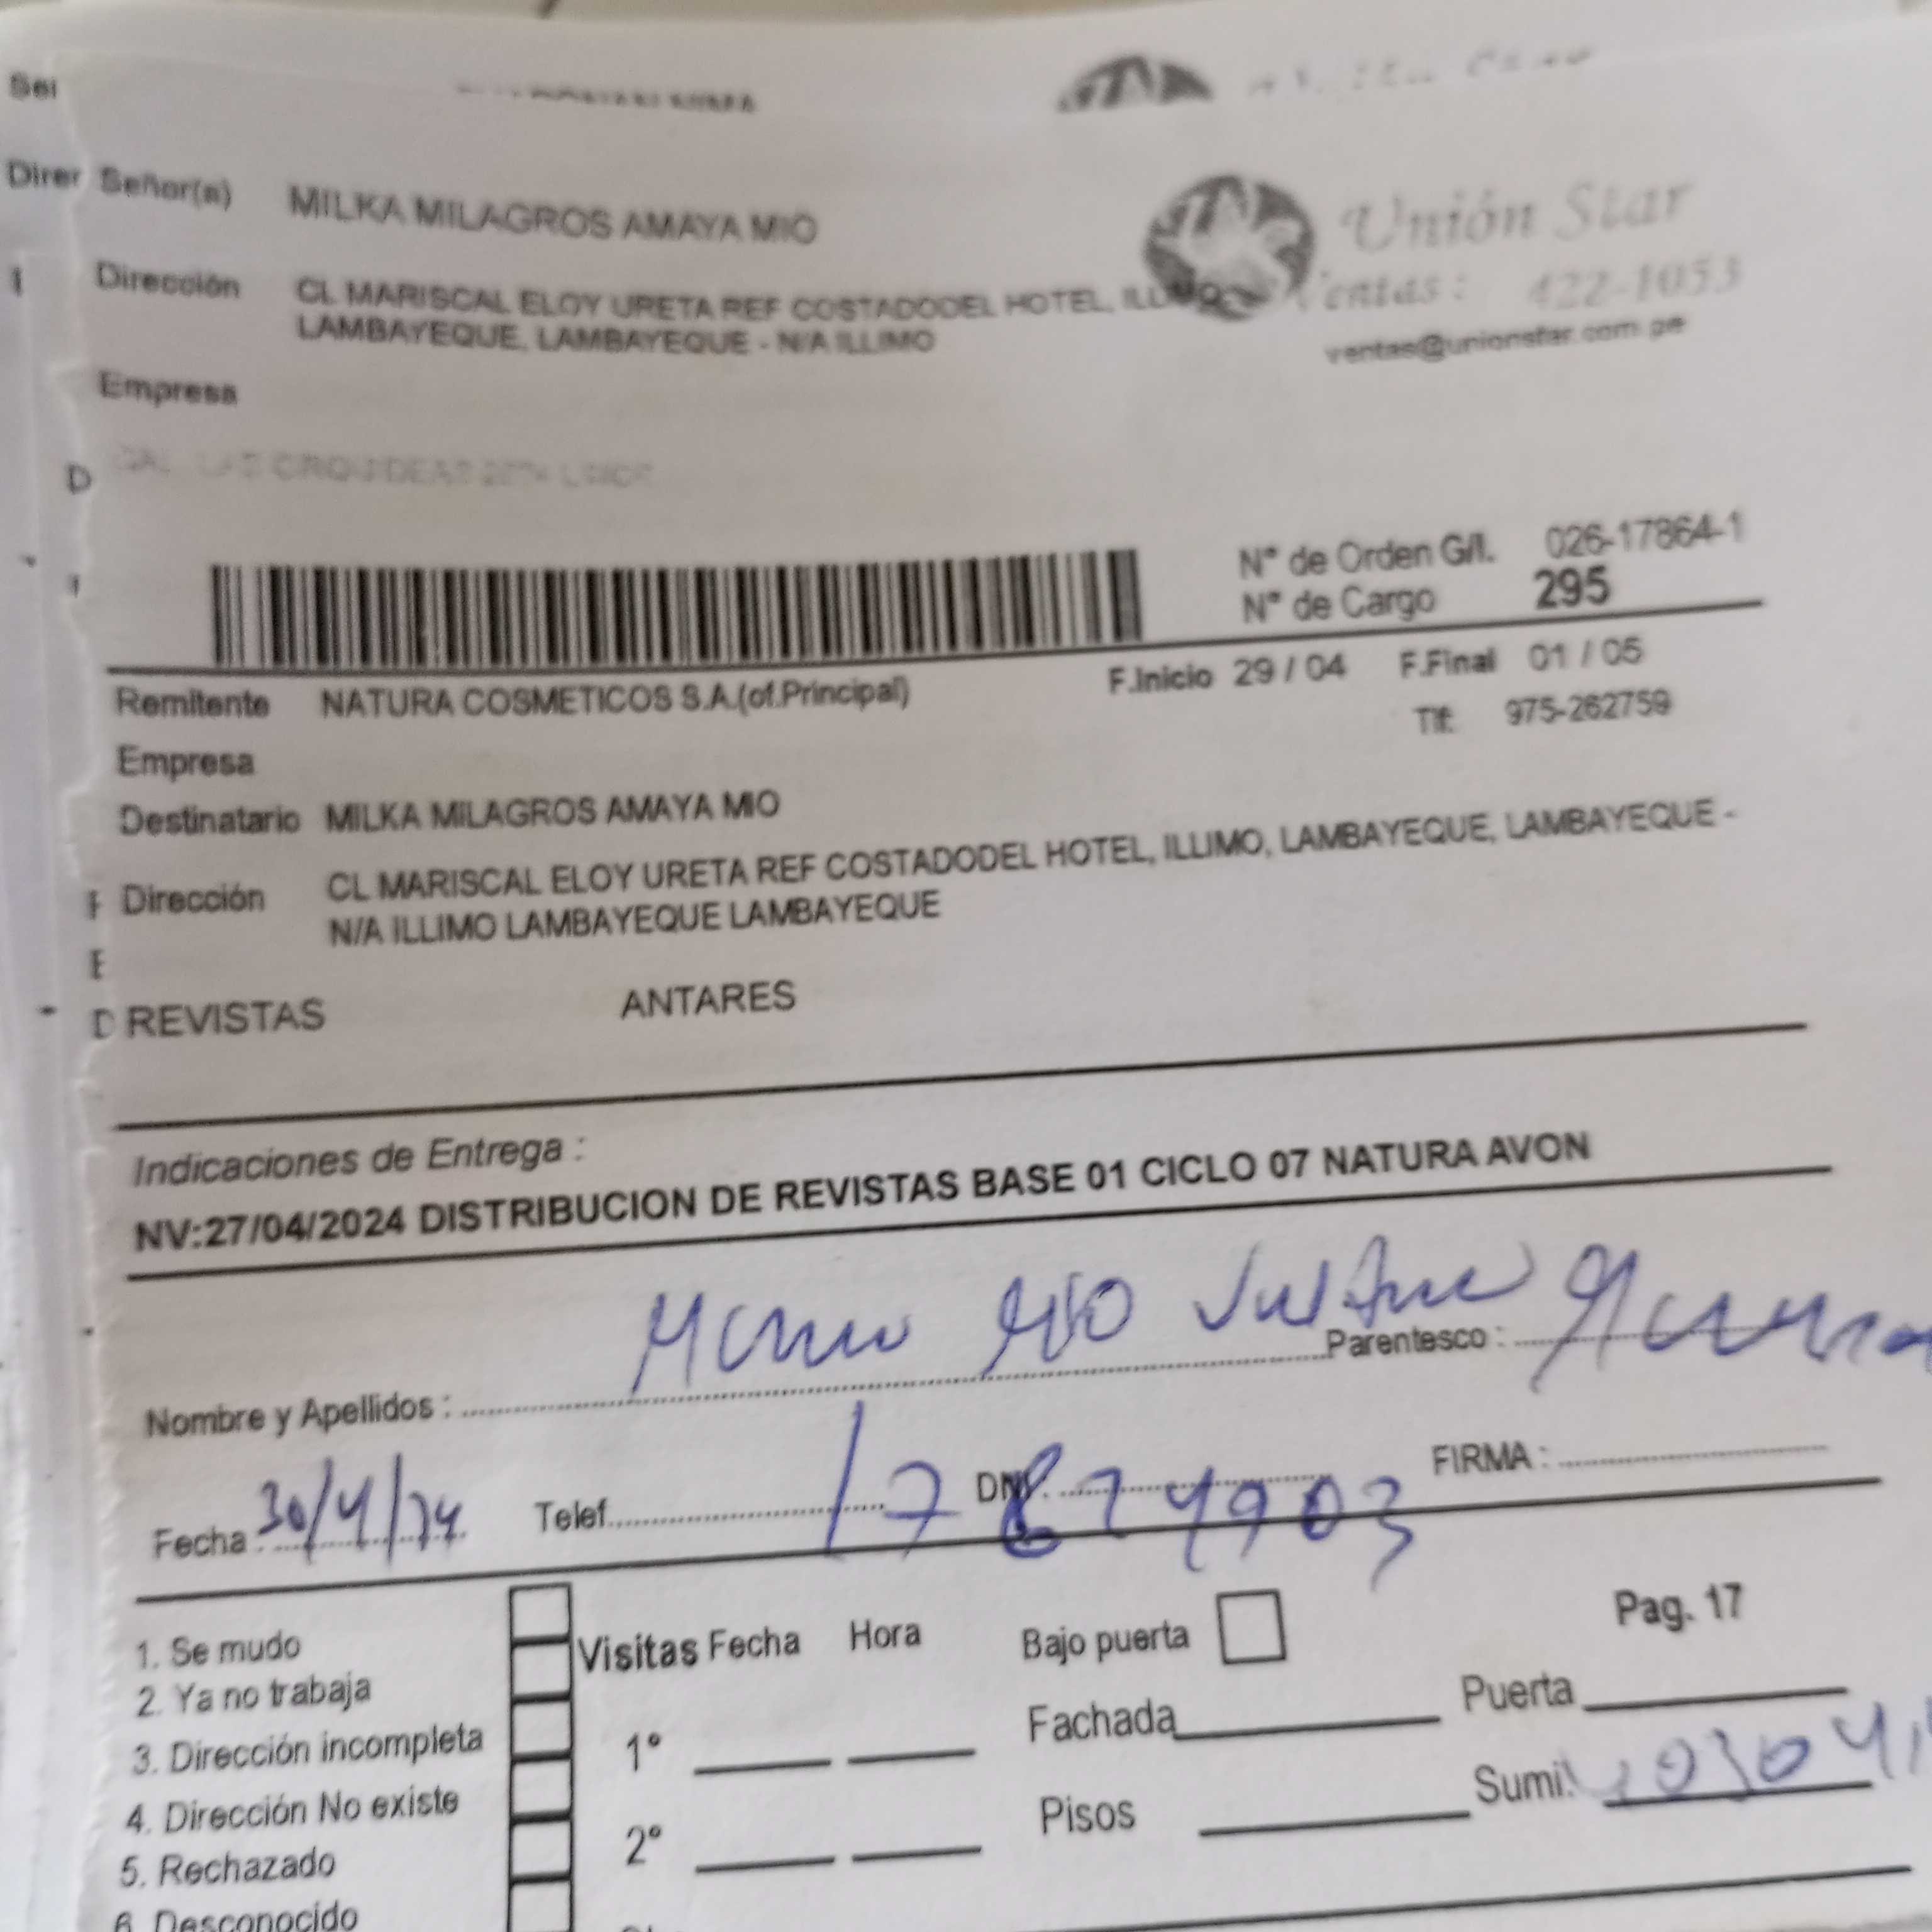 Señor(a) MILKA MILAGROS AMAYA MIO
Unión Star
Dirección CL MARISCAL ELOY URETA REF COSTADODEL HOTEL, ILLIMO,
Ventas: 422-1053
LAMBAYEQUE, LAMBAYEQUE - N/A ILLIMO
ventas@unionstar.com.pe
Empresa
N° de Orden G/I. 026-17864-1
N° de Cargo 295
F.Inicio 29 / 04 F.Final 01 / 05
Remitente NATURA COSMETICOS S.A.(of.Principal)
Tlf: 975-262759
Empresa
Destinatario MILKA MILAGROS AMAYA MIO
Dirección CL MARISCAL ELOY URETA REF COSTADODEL HOTEL, ILLIMO, LAMBAYEQUE, LAMBAYEQUE -
N/A ILLIMO LAMBAYEQUE LAMBAYEQUE
REVISTAS ANTARES
Indicaciones de Entrega :
NV:27/04/2024 DISTRIBUCION DE REVISTAS BASE 01 CICLO 07 NATURA AVON
Nombre y Apellidos : MIO Parentesco :
Fecha : 30/4/24 Telef. DNI. 17874903 FIRMA :
1. Se mudo
2. Ya no trabaja
3. Dirección incompleta
4. Dirección No existe
5. Rechazado
6. Desconocido
Visitas Fecha Hora
1°
2°
Bajo puerta
Pag. 17
Fachada
Puerta
Pisos
Sumi.